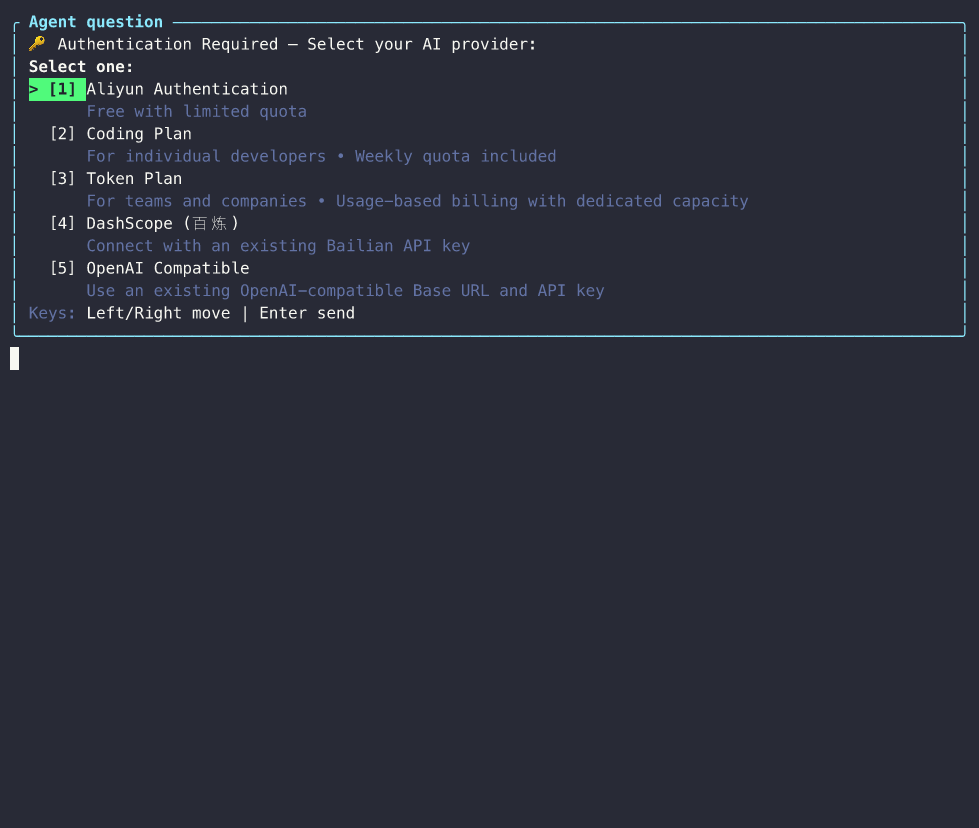 Agent question
🔑 Authentication Required — Select your AI provider:
Select one:
> [1] Aliyun Authentication
Free with limited quota
[2] Coding Plan
For individual developers • Weekly quota included
[3] Token Plan
For teams and companies • Usage-based billing with dedicated capacity
[4] DashScope (百炼)
Connect with an existing Bailian API key
[5] OpenAI Compatible
Use an existing OpenAI-compatible Base URL and API key
Keys: Left/Right move | Enter send